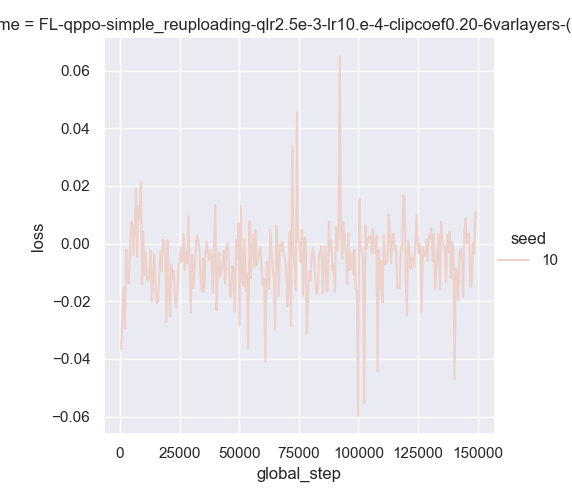 me = FL-qppo-simple_reuploading-qlr2.5e-3-lr10.e-4-clipcoef0.20-6varlayers-(
0.06
0.04
0.02
0.00
−0.02
−0.04
−0.06
loss
0 25000 50000 75000 100000 125000 150000
global_step
seed
10